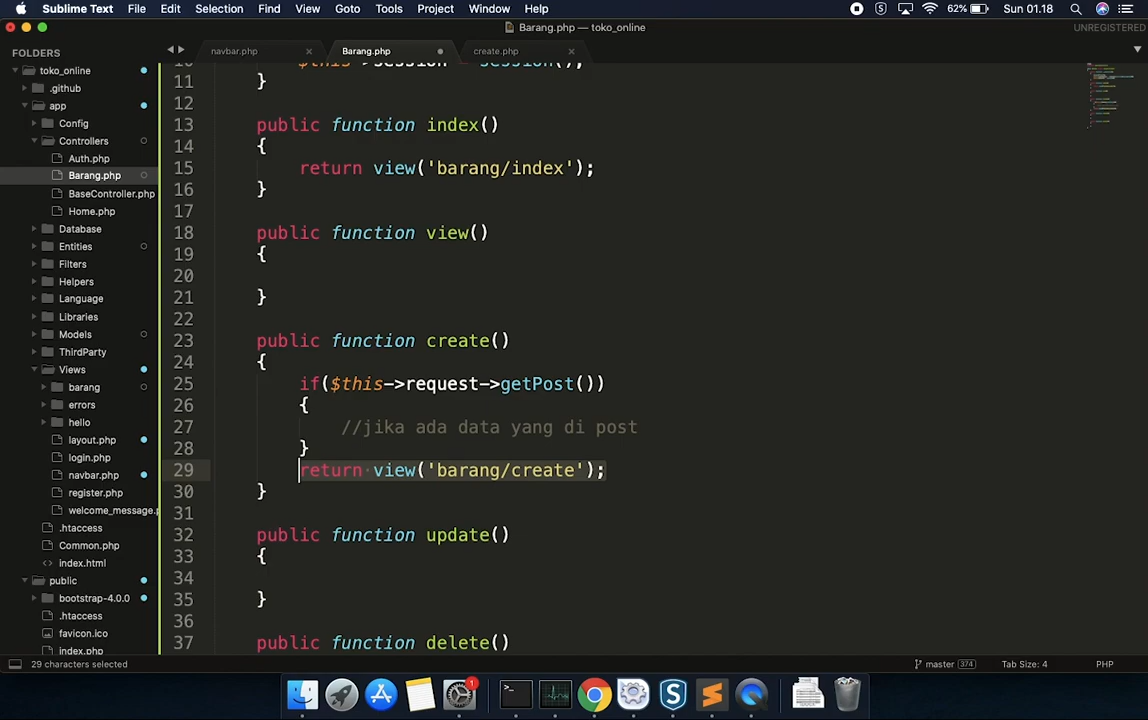 Sublime Text File Edit Selection Find View Goto Tools Project Window Help 62% Sun 01.18
Barang.php — toko_online UNREGISTERED
FOLDERS
toko_online
.github
app
Config
Controllers
Auth.php
Barang.php
BaseController.php
Home.php
Database
Entities
Filters
Helpers
Language
Libraries
Models
ThirdParty
Views
barang
errors
hello
layout.php
login.php
navbar.php
register.php
welcome_message.p
.htaccess
Common.php
index.html
public
bootstrap-4.0.0
.htaccess
favicon.ico
index.php
navbar.php Barang.php create.php
11 }
12
13 public function index()
14 {
15 return view('barang/index');
16 }
17
18 public function view()
19 {
20
21 }
22
23 public function create()
24 {
25 if($this->request->getPost())
26 {
27 //jika ada data yang di post
28 }
29 return view('barang/create');
30 }
31
32 public function update()
33 {
34
35 }
36
37 public function delete()
29 characters selected master 374 Tab Size: 4 PHP
1